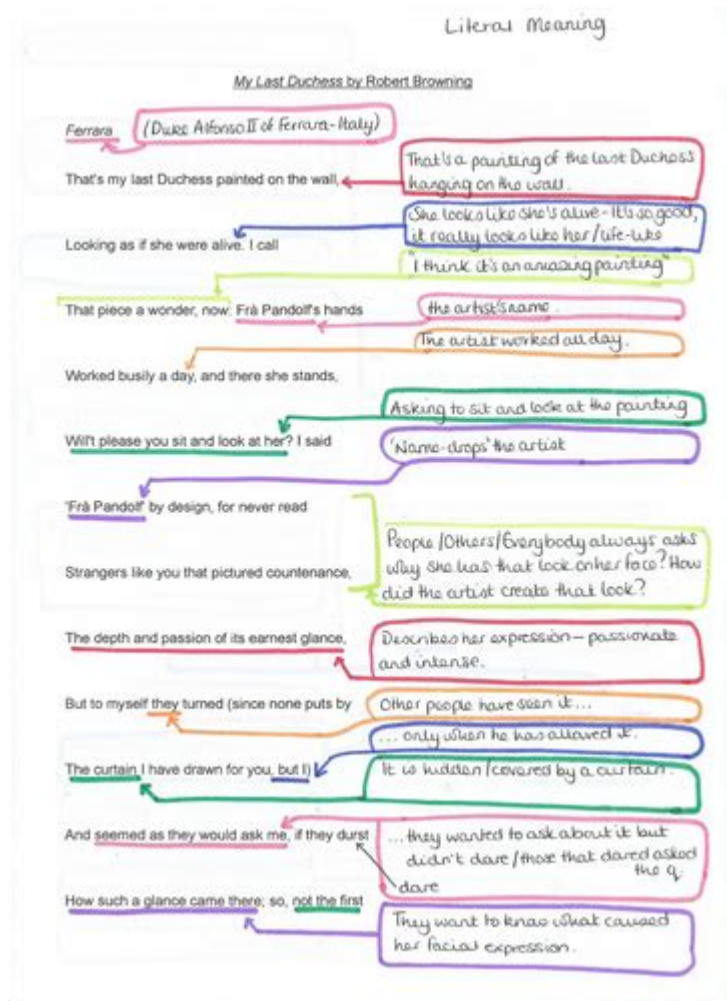 Literal Meaning
My Last Duchess by Robert Browning
Ferrara (Duke Alfonso II of Ferrara-Italy)
That's a painting of the last Duchess
That's my last Duchess painted on the wall,
hanging on the wall.
She looks like she's alive - It's so good,
it really looks like her/life-like
Looking as if she were alive. I call
"I think it's an amazing painting"
That piece a wonder, now: Frà Pandolf's hands
the artist's name.
The artist worked all day.
Worked busily a day, and there she stands,
Asking to sit and look at the painting
Will't please you sit and look at her? I said
'Name-drops' the artist
'Frà Pandolf' by design, for never read
People/Others/Everybody always asks
why she has that look on her face? How
did the artist create that look?
Strangers like you that pictured countenance,
The depth and passion of its earnest glance,
Describes her expression – passionate
and intense.
But to myself they turned (since none puts by
Other people have seen it...
... only when he has allowed it.
The curtain I have drawn for you, but I)
It is hidden/covered by a curtain.
And seemed as they would ask me, if they durst
...they wanted to ask about it but
didn't dare/those that dared asked
the q.
dare
How such a glance came there; so, not the first
They want to know what caused
her facial expression.